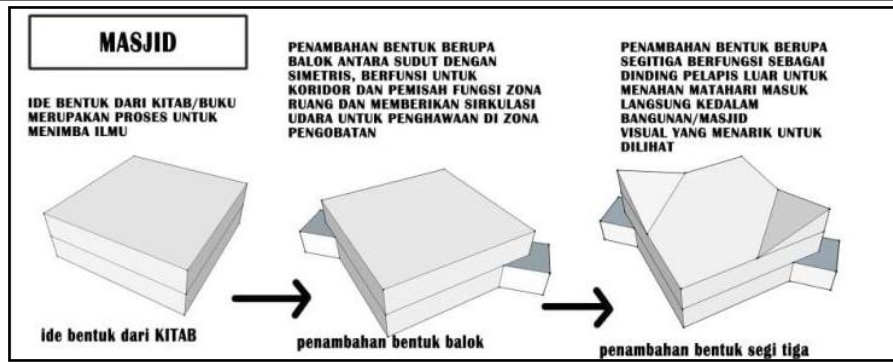 MASJID
IDE BENTUK DARI KITAB/BUKU
MERUPAKAN PROSES UNTUK
MENIMBA ILMU
PENAMBAHAN BENTUK BERUPA
BALOK ANTARA SUDUT DENGAN
SIMETRIS, BERFUNSI UNTUK
KORIDOR DAN PEMISAH FUNGSI ZONA
RUANG DAN MEMBERIKAN SIRKULASI
UDARA UNTUK PENGHAWAAN DI ZONA
PENGOBATAN
PENAMBAHAN BENTUK BERUPA
SEGITIGA BERFUNGSI SEBAGAI
DINDING PELAPIS LUAR UNTUK
MENAHAN MATAHARI MASUK
LANGSUNG KEDALAM
BANGUNAN/MASJID
VISUAL YANG MENARIK UNTUK
DILIHAT
ide bentuk dari KITAB
penambahan bentuk balok
penambahan bentuk segi tiga